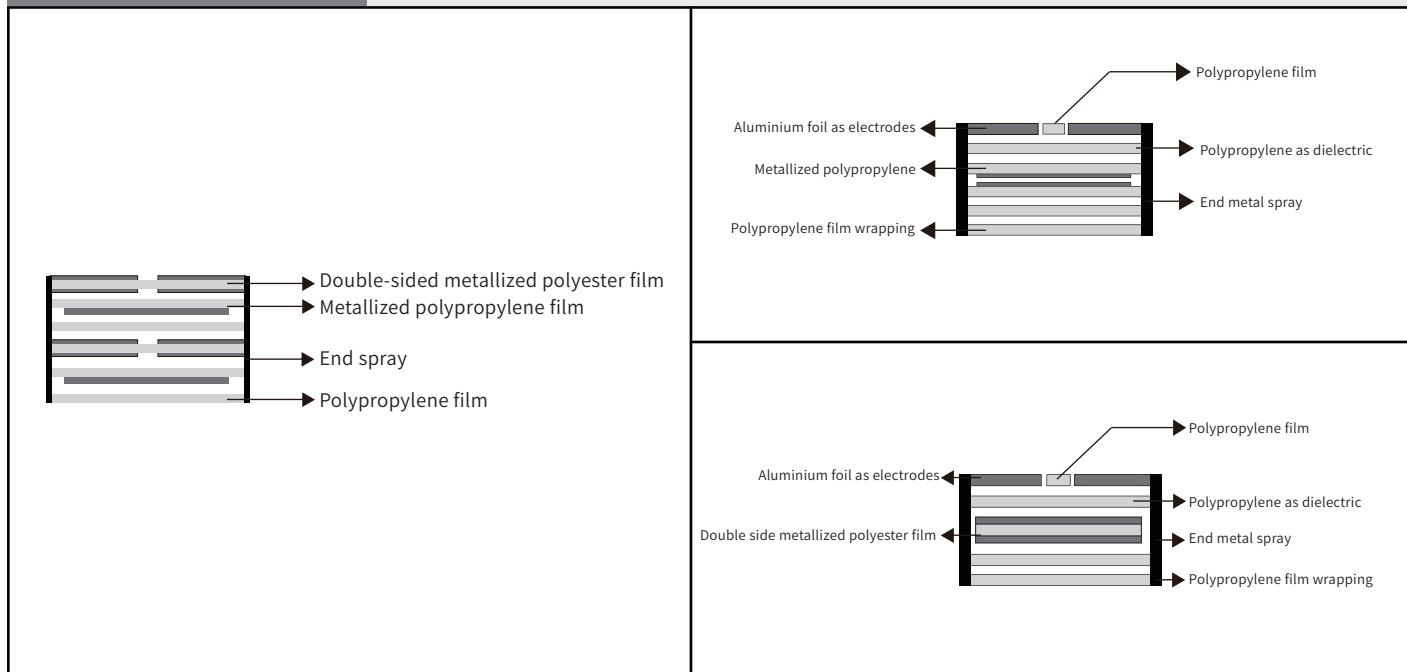 Double-sided metallized polyester film
Metallized polypropylene film
End spray
Polypropylene film
Polypropylene film
Aluminium foil as electrodes
Polypropylene as dielectric
Metallized polypropylene
End metal spray
Polypropylene film wrapping
Polypropylene film
Aluminium foil as electrodes
Polypropylene as dielectric
Double side metallized polyester film
End metal spray
Polypropylene film wrapping